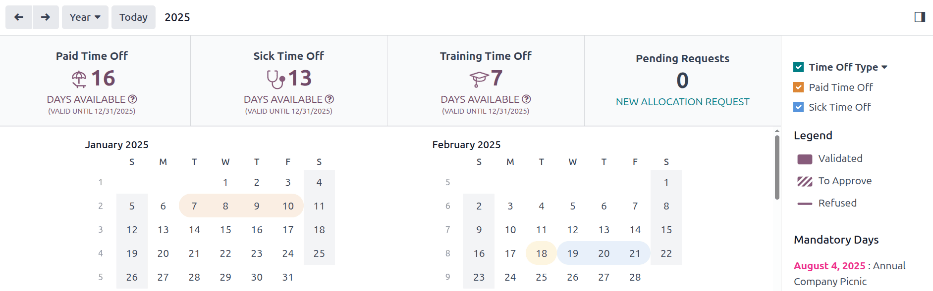 Year Today 2025
Paid Time Off
16
DAYS AVAILABLE ?
(VALID UNTIL 12/31/2025)
Sick Time Off
13
DAYS AVAILABLE ?
(VALID UNTIL 12/31/2025)
Training Time Off
7
DAYS AVAILABLE ?
(VALID UNTIL 12/31/2025)
Pending Requests
0
NEW ALLOCATION REQUEST
January 2025
S M T W T F S
1 1 2 3 4
2 5 6 7 8 9 10 11
3 12 13 14 15 16 17 18
4 19 20 21 22 23 24 25
5 26 27 28 29 30 31
February 2025
S M T W T F S
5 1
6 2 3 4 5 6 7 8
7 9 10 11 12 13 14 15
8 16 17 18 19 20 21 22
9 23 24 25 26 27 28
Time Off Type
Paid Time Off
Sick Time Off
Legend
Validated
To Approve
Refused
Mandatory Days
August 4, 2025 : Annual
Company Picnic